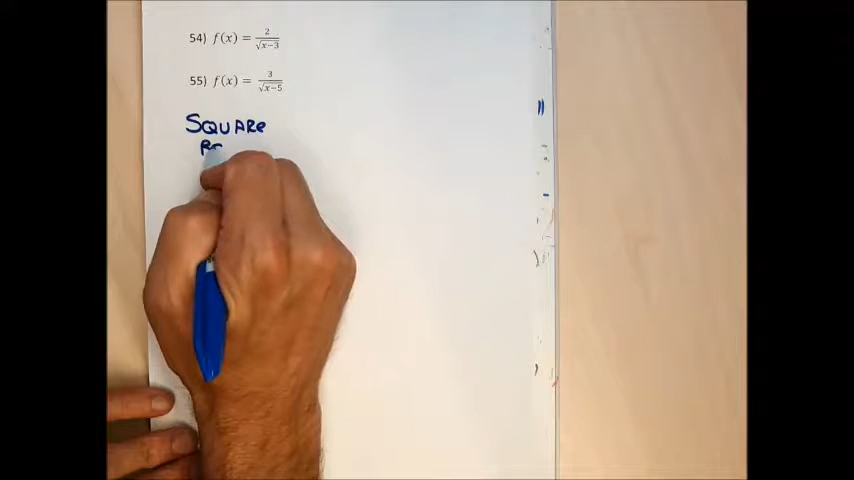 54) f(x) = 2/√x−3
55) f(x) = 3/√x−5
SQUARe